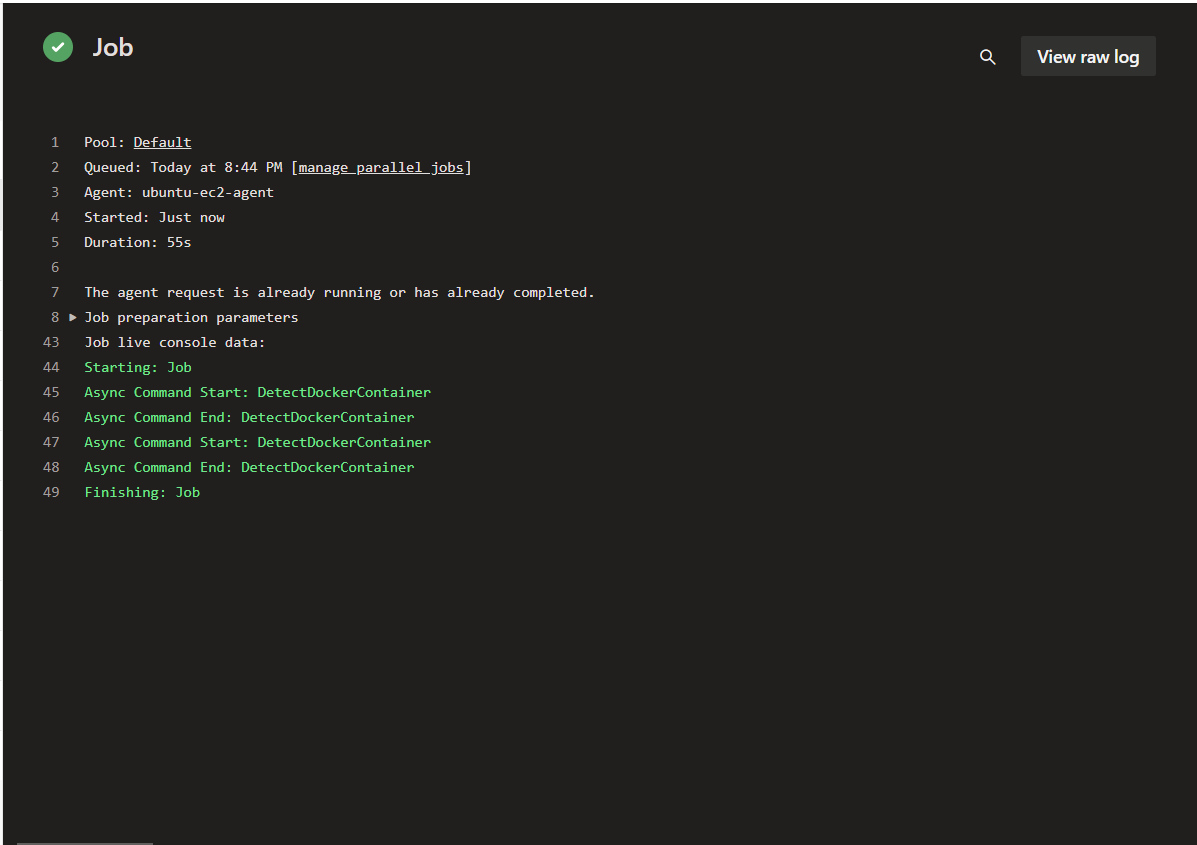 Job
View raw log
1 Pool: Default
2 Queued: Today at 8:44 PM [manage parallel jobs]
3 Agent: ubuntu-ec2-agent
4 Started: Just now
5 Duration: 55s
6
7 The agent request is already running or has already completed.
8 Job preparation parameters
43 Job live console data:
44 Starting: Job
45 Async Command Start: DetectDockerContainer
46 Async Command End: DetectDockerContainer
47 Async Command Start: DetectDockerContainer
48 Async Command End: DetectDockerContainer
49 Finishing: Job